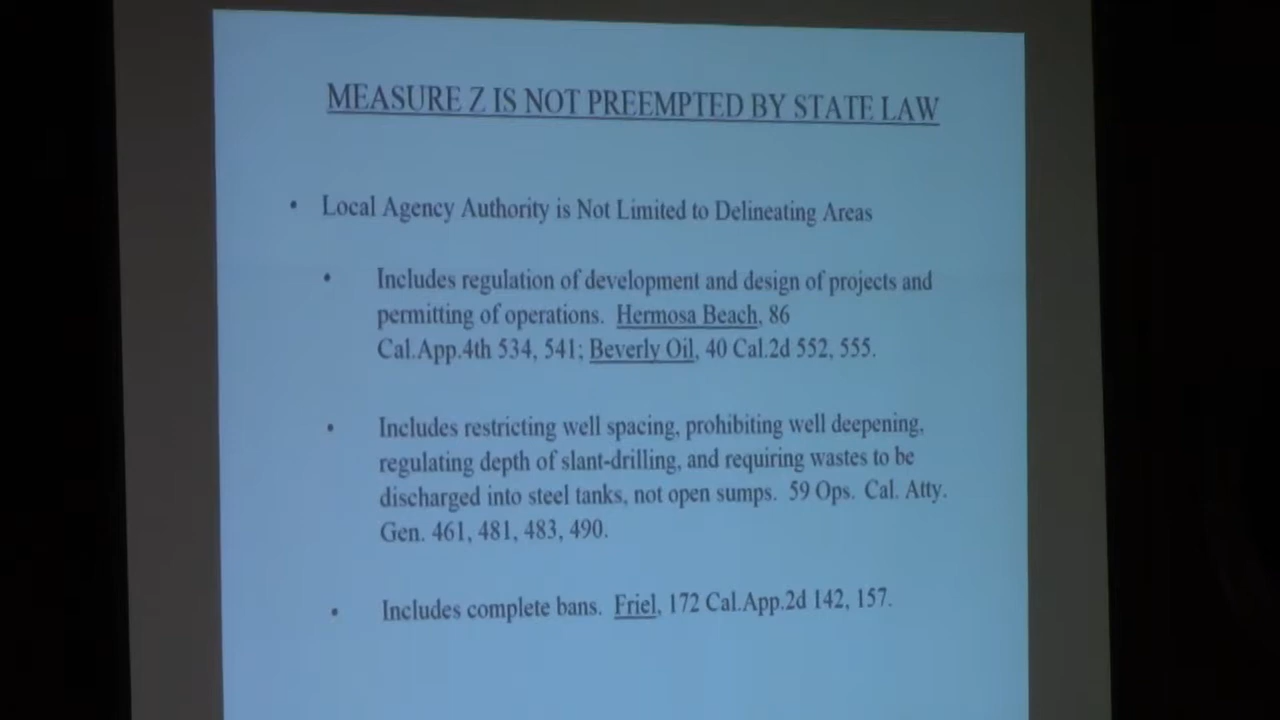 MEASURE Z IS NOT PREEMPTED BY STATE LAW
• Local Agency Authority is Not Limited to Delineating Areas
• Includes regulation of development and design of projects and
permitting of operations. Hermosa Beach, 86
Cal.App.4th 534, 541; Beverly Oil, 40 Cal.2d 552, 555.
• Includes restricting well spacing, prohibiting well deepening,
regulating depth of slant-drilling, and requiring wastes to be
discharged into steel tanks, not open sumps. 59 Ops. Cal. Atty.
Gen. 461, 481, 483, 490.
• Includes complete bans. Friel, 172 Cal.App.2d 142, 157.